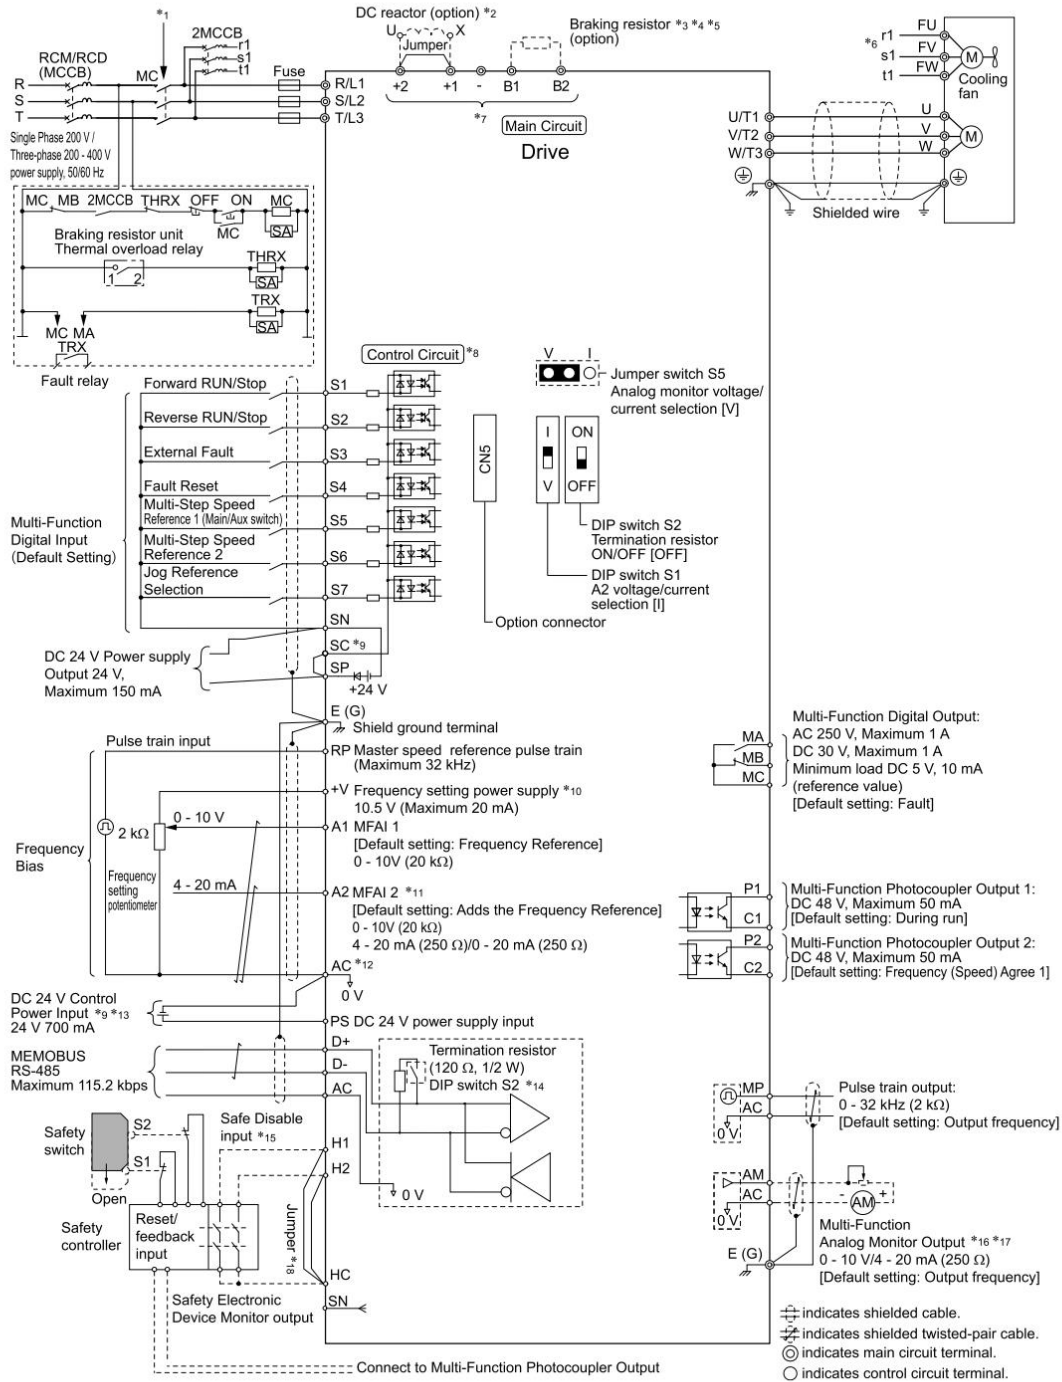 *1
DC reactor (option) *2
U X
Jumper
Braking resistor *3 *4 *5
(option)
FU
r1
*6
FV
s1
FW
t1
M
Cooling
fan
2MCCB
r1
s1
t1
RCM/RCD
(MCCB)
MC
Fuse
R
S
T
R/L1
S/L2
T/L3
+2 +1 - B1 B2
*7
Main Circuit
Drive
U/T1
V/T2
W/T3
U
V
W
M
Shielded wire
Single Phase 200 V /
Three-phase 200 - 400 V
power supply, 50/60 Hz
MC MB 2MCCB THRX OFF ON MC
MC
SA
Braking resistor unit
Thermal overload relay
1 2
THRX
SA
TRX
SA
MC MA
TRX
Fault relay
Control Circuit *8
V I
Jumper switch S5
Analog monitor voltage/
current selection [V]
CN5
I
V
ON
OFF
DIP switch S2
Termination resistor
ON/OFF [OFF]
DIP switch S1
A2 voltage/current
selection [I]
Option connector
Multi-Function
Digital Input
(Default Setting)
Forward RUN/Stop
S1
Reverse RUN/Stop
S2
External Fault
S3
Fault Reset
S4
Multi-Step Speed
Reference 1 (Main/Aux switch)
S5
Multi-Step Speed
Reference 2
S6
Jog Reference
Selection
S7
SN
SC *9
SP
+24 V
DC 24 V Power supply
Output 24 V,
Maximum 150 mA
E (G)
Shield ground terminal
Pulse train input
RP Master speed reference pulse train
(Maximum 32 kHz)
+V Frequency setting power supply *10
10.5 V (Maximum 20 mA)
0 - 10V
2 kΩ
A1 MFAI 1
[Default setting: Frequency Reference]
0 - 10V (20 kΩ)
Frequency
Bias
Frequency
setting
potentiometer
4 - 20 mA
A2 MFAI 2 *11
[Default setting: Adds the Frequency Reference]
0 - 10V (20 kΩ)
4 - 20 mA (250 Ω)/0 - 20 mA (250 Ω)
AC *12
0 V
DC 24 V Control
Power Input *9 *13
24 V 700 mA
PS DC 24 V power supply input
MEMOBUS
RS-485
Maximum 115.2 kbps
D+
D-
AC
Termination resistor
(120 Ω, 1/2 W)
DIP switch S2 *14
0 V
Safety
switch
S2
S1
Open
Safe Disable
input *15
H1
H2
Jumper *18
HC
SN
Safety
controller
Reset/
feedback
input
Safety Electronic
Device Monitor output
Connect to Multi-Function Photocoupler Output
MA
MB
MC
Multi-Function Digital Output:
AC 250 V, Maximum 1 A
DC 30 V, Maximum 1 A
Minimum load DC 5 V, 10 mA
(reference value)
[Default setting: Fault]
P1
C1
Multi-Function Photocoupler Output 1:
DC 48 V, Maximum 50 mA
[Default setting: During run]
P2
C2
Multi-Function Photocoupler Output 2:
DC 48 V, Maximum 50 mA
[Default setting: Frequency (Speed) Agree 1]
MP
AC
0 V
Pulse train output:
0 - 32 kHz (2 kΩ)
[Default setting: Output frequency]
AM
AC
0 V
- AM +
E (G)
Multi-Function
Analog Monitor Output *16 *17
0 - 10 V/4 - 20 mA (250 Ω)
[Default setting: Output frequency]
indicates shielded cable.
indicates shielded twisted-pair cable.
indicates main circuit terminal.
indicates control circuit terminal.